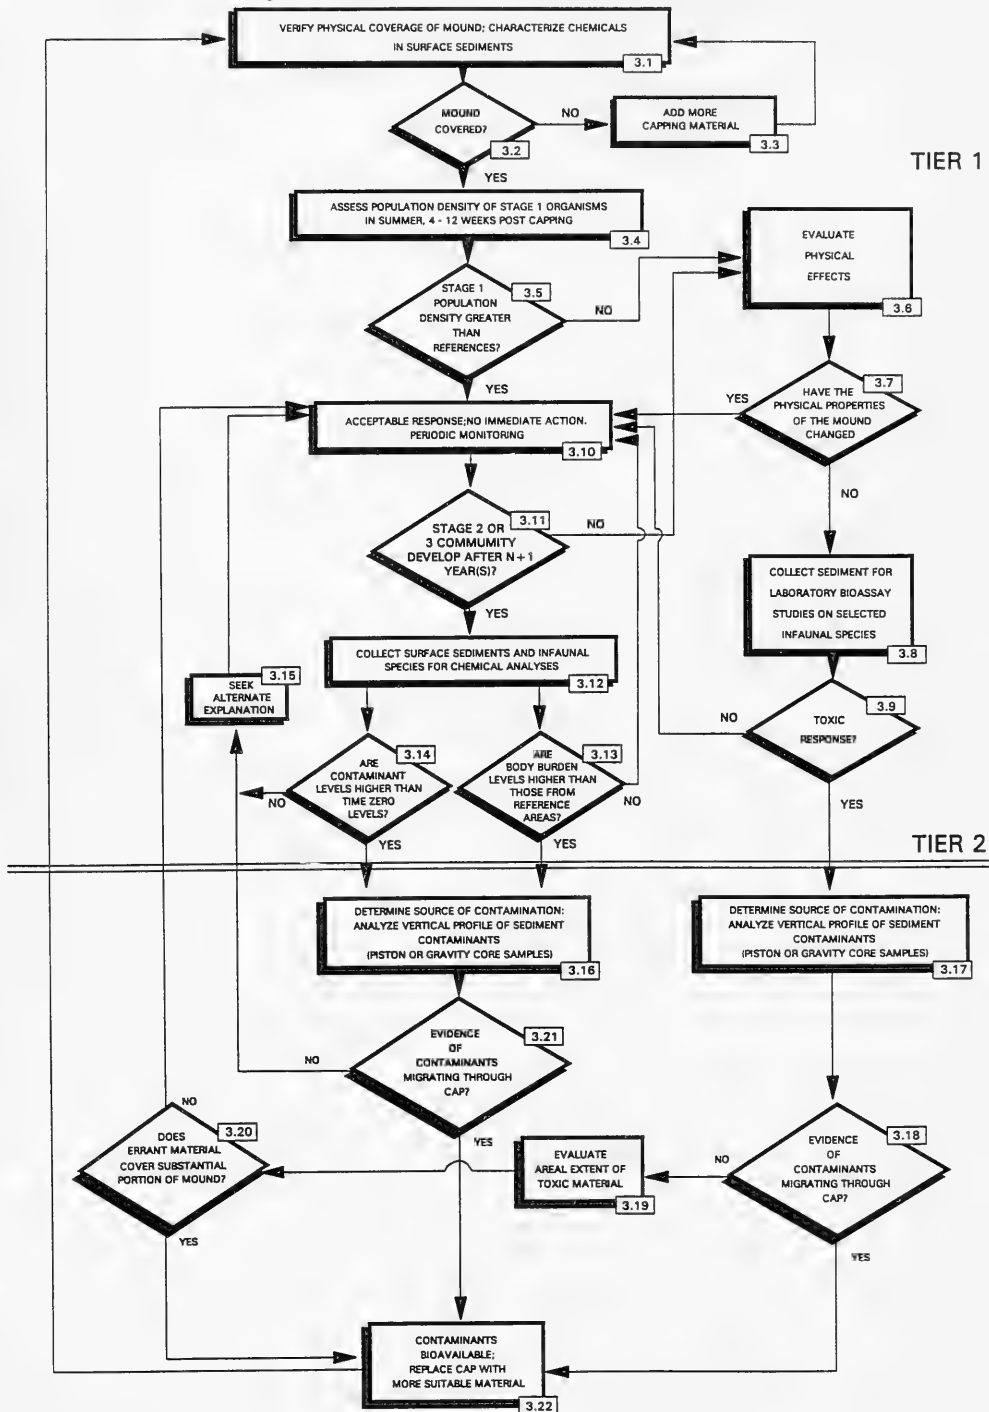 VERIFY PHYSICAL COVERAGE OF MOUND; CHARACTERIZE CHEMICALS
IN SURFACE SEDIMENTS
3.1
MOUND
COVERED?
3.2
NO
ADD MORE
CAPPING MATERIAL
3.3
TIER 1
YES
ASSESS POPULATION DENSITY OF STAGE 1 ORGANISMS
IN SUMMER, 4 - 12 WEEKS POST CAPPING
3.4
EVALUATE
PHYSICAL
EFFECTS
3.6
STAGE 1
POPULATION
DENSITY GREATER
THAN
REFERENCES?
3.5
NO
YES
HAVE THE
PHYSICAL PROPERTIES
OF THE MOUND
CHANGED
3.7
YES
NO
ACCEPTABLE RESPONSE;NO IMMEDIATE ACTION.
PERIODIC MONITORING
3.10
STAGE 2 OR
3 COMMUMITY
DEVELOP AFTER N + 1
YEAR(S)?
3.11
NO
YES
COLLECT SEDIMENT FOR
LABORATORY BIOASSAY
STUDIES ON SELECTED
INFAUNAL SPECIES
3.8
COLLECT SURFACE SEDIMENTS AND INFAUNAL
SPECIES FOR CHEMICAL ANALYSES
3.12
3.15
SEEK
ALTERNATE
EXPLANATION
TOXIC
RESPONSE?
3.9
NO
YES
ARE
CONTAMINANT
LEVELS HIGHER THAN
TIME ZERO
LEVELS?
3.14
NO
YES
ARE
BODY BURDEN
LEVELS HIGHER THAN
THOSE FROM
REFERENCE
AREAS?
3.13
NO
YES
TIER 2
DETERMINE SOURCE OF CONTAMINATION:
ANALYZE VERTICAL PROFILE OF SEDIMENT
CONTAMINANTS
(PISTON OR GRAVITY CORE SAMPLES)
3.16
DETERMINE SOURCE OF CONTAMINATION:
ANALYZE VERTICAL PROFILE OF SEDIMENT
CONTAMINANTS
(PISTON OR GRAVITY CORE SAMPLES)
3.17
EVIDENCE
OF
CONTAMINANTS
MIGRATING THROUGH
CAP?
3.21
NO
YES
NO
DOES
ERRANT MATERIAL
COVER SUBSTANTIAL
PORTION OF MOUND?
3.20
YES
EVALUATE
AREAL EXTENT OF
TOXIC MATERIAL
3.19
NO
EVIDENCE
OF
CONTAMINANTS
MIGRATING THROUGH
CAP?
3.18
YES
CONTAMINANTS
BIOAVAILABLE;
REPLACE CAP WITH
MORE SUITABLE MATERIAL
3.22